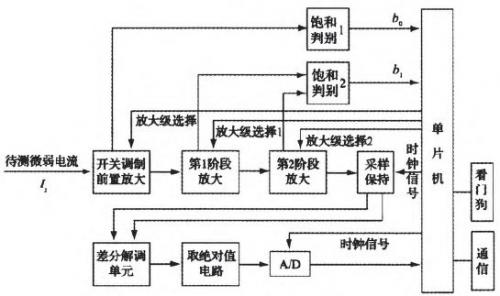 饱和
判别1
b₀
饱和
判别2
b₁
放大级选择
放大级选择1
放大级选择2
待测微弱电流
I₁
开关调制
前置放大
第1阶段
放大
第2阶段
放大
采样
保持
时钟信号
单片机
看门狗
差分解调
单元
取绝对值
电路
A/D
时钟信号
通信